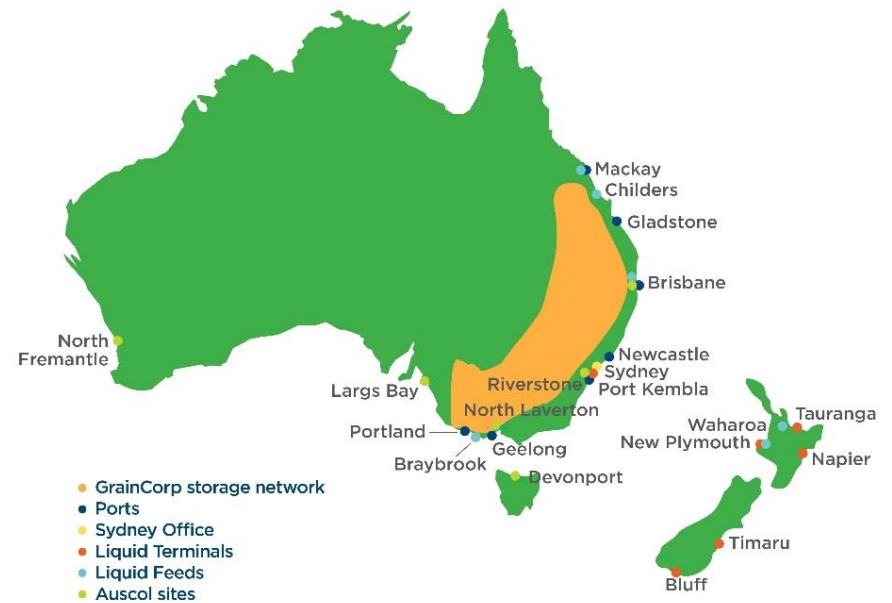 Mackay
Childers
Gladstone
Brisbane
North
Fremantle
Newcastle
Sydney
Largs Bay
Riverstone
Port Kembla
North Laverton
Portland
Geelong
Braybrook
Devonport
Waharoa
Tauranga
New Plymouth
Napier
Timaru
Bluff
GrainCorp storage network
Ports
Sydney Office
Liquid Terminals
Liquid Feeds
Auscol sites